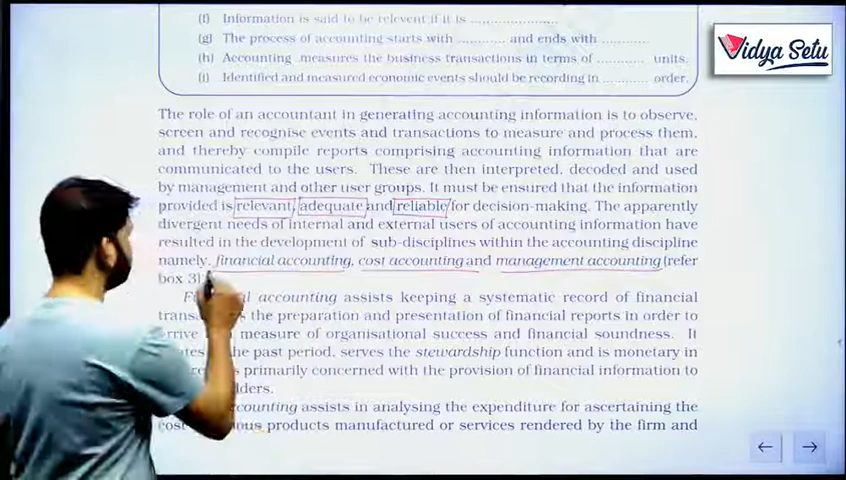 (f) Information is said to be relevent if it is ........................
(g) The process of accounting starts with ............ and ends with ............
(h) Accounting measures the business transactions in terms of ............ units.
(i) Identified and measured economic events should be recording in ............ order.
Vidya Setu
The role of an accountant in generating accounting information is to observe,
screen and recognise events and transactions to measure and process them,
and thereby compile reports comprising accounting information that are
communicated to the users. These are then interpreted, decoded and used
by management and other user groups. It must be ensured that the information
provided is relevant, adequate and reliable for decision-making. The apparently
divergent needs of internal and external users of accounting information have
resulted in the development of sub-disciplines within the accounting discipline
namely, financial accounting, cost accounting and management accounting (refer
box 3)
accounting assists keeping a systematic record of financial
the preparation and presentation of financial reports in order to
measure of organisational success and financial soundness. It
the past period, serves the stewardship function and is monetary in
primarily concerned with the provision of financial information to
accounting assists in analysing the expenditure for ascertaining the
cost products manufactured or services rendered by the firm and